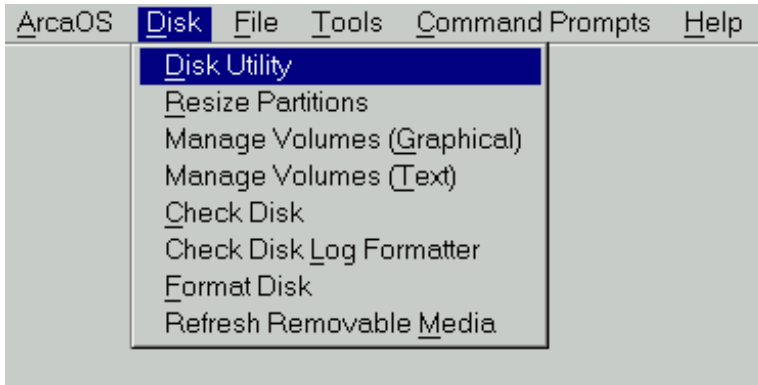 ArcaOS Disk File Tools Command Prompts Help
Disk Utility
Resize Partitions
Manage Volumes (Graphical)
Manage Volumes (Text)
Check Disk
Check Disk Log Formatter
Format Disk
Refresh Removable Media